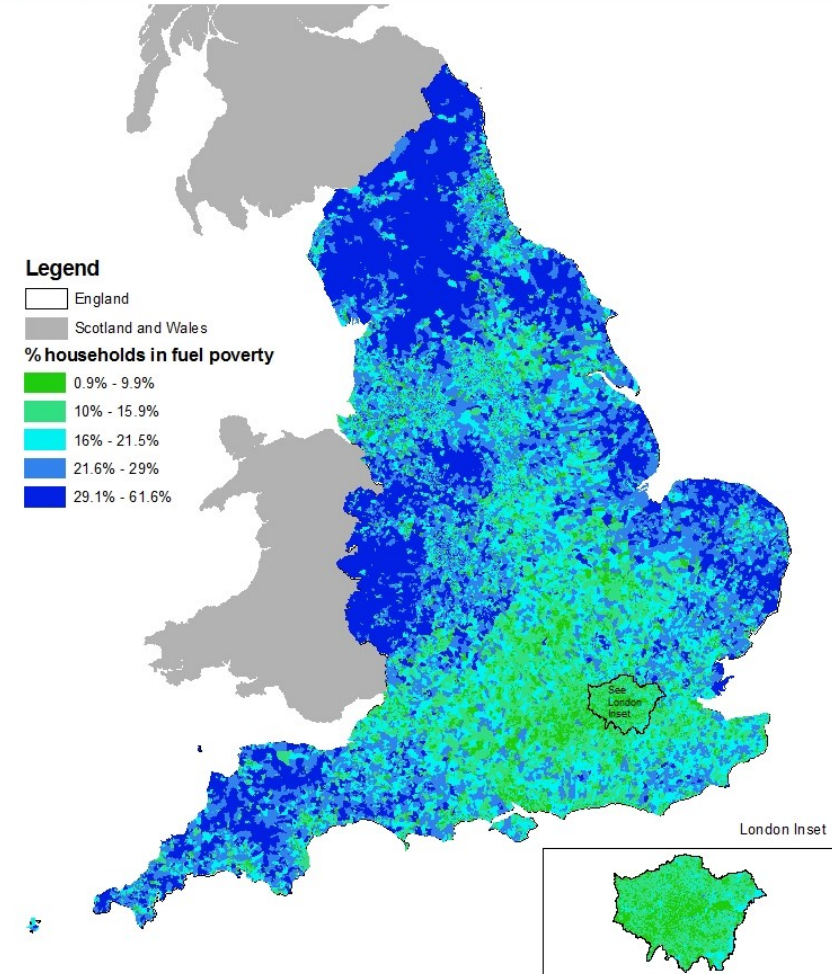 Legend
England
Scotland and Wales
% households in fuel poverty
0.9% - 9.9%
10% - 15.9%
16% - 21.5%
21.6% - 29%
29.1% - 61.6%
See
London
Inset
London Inset